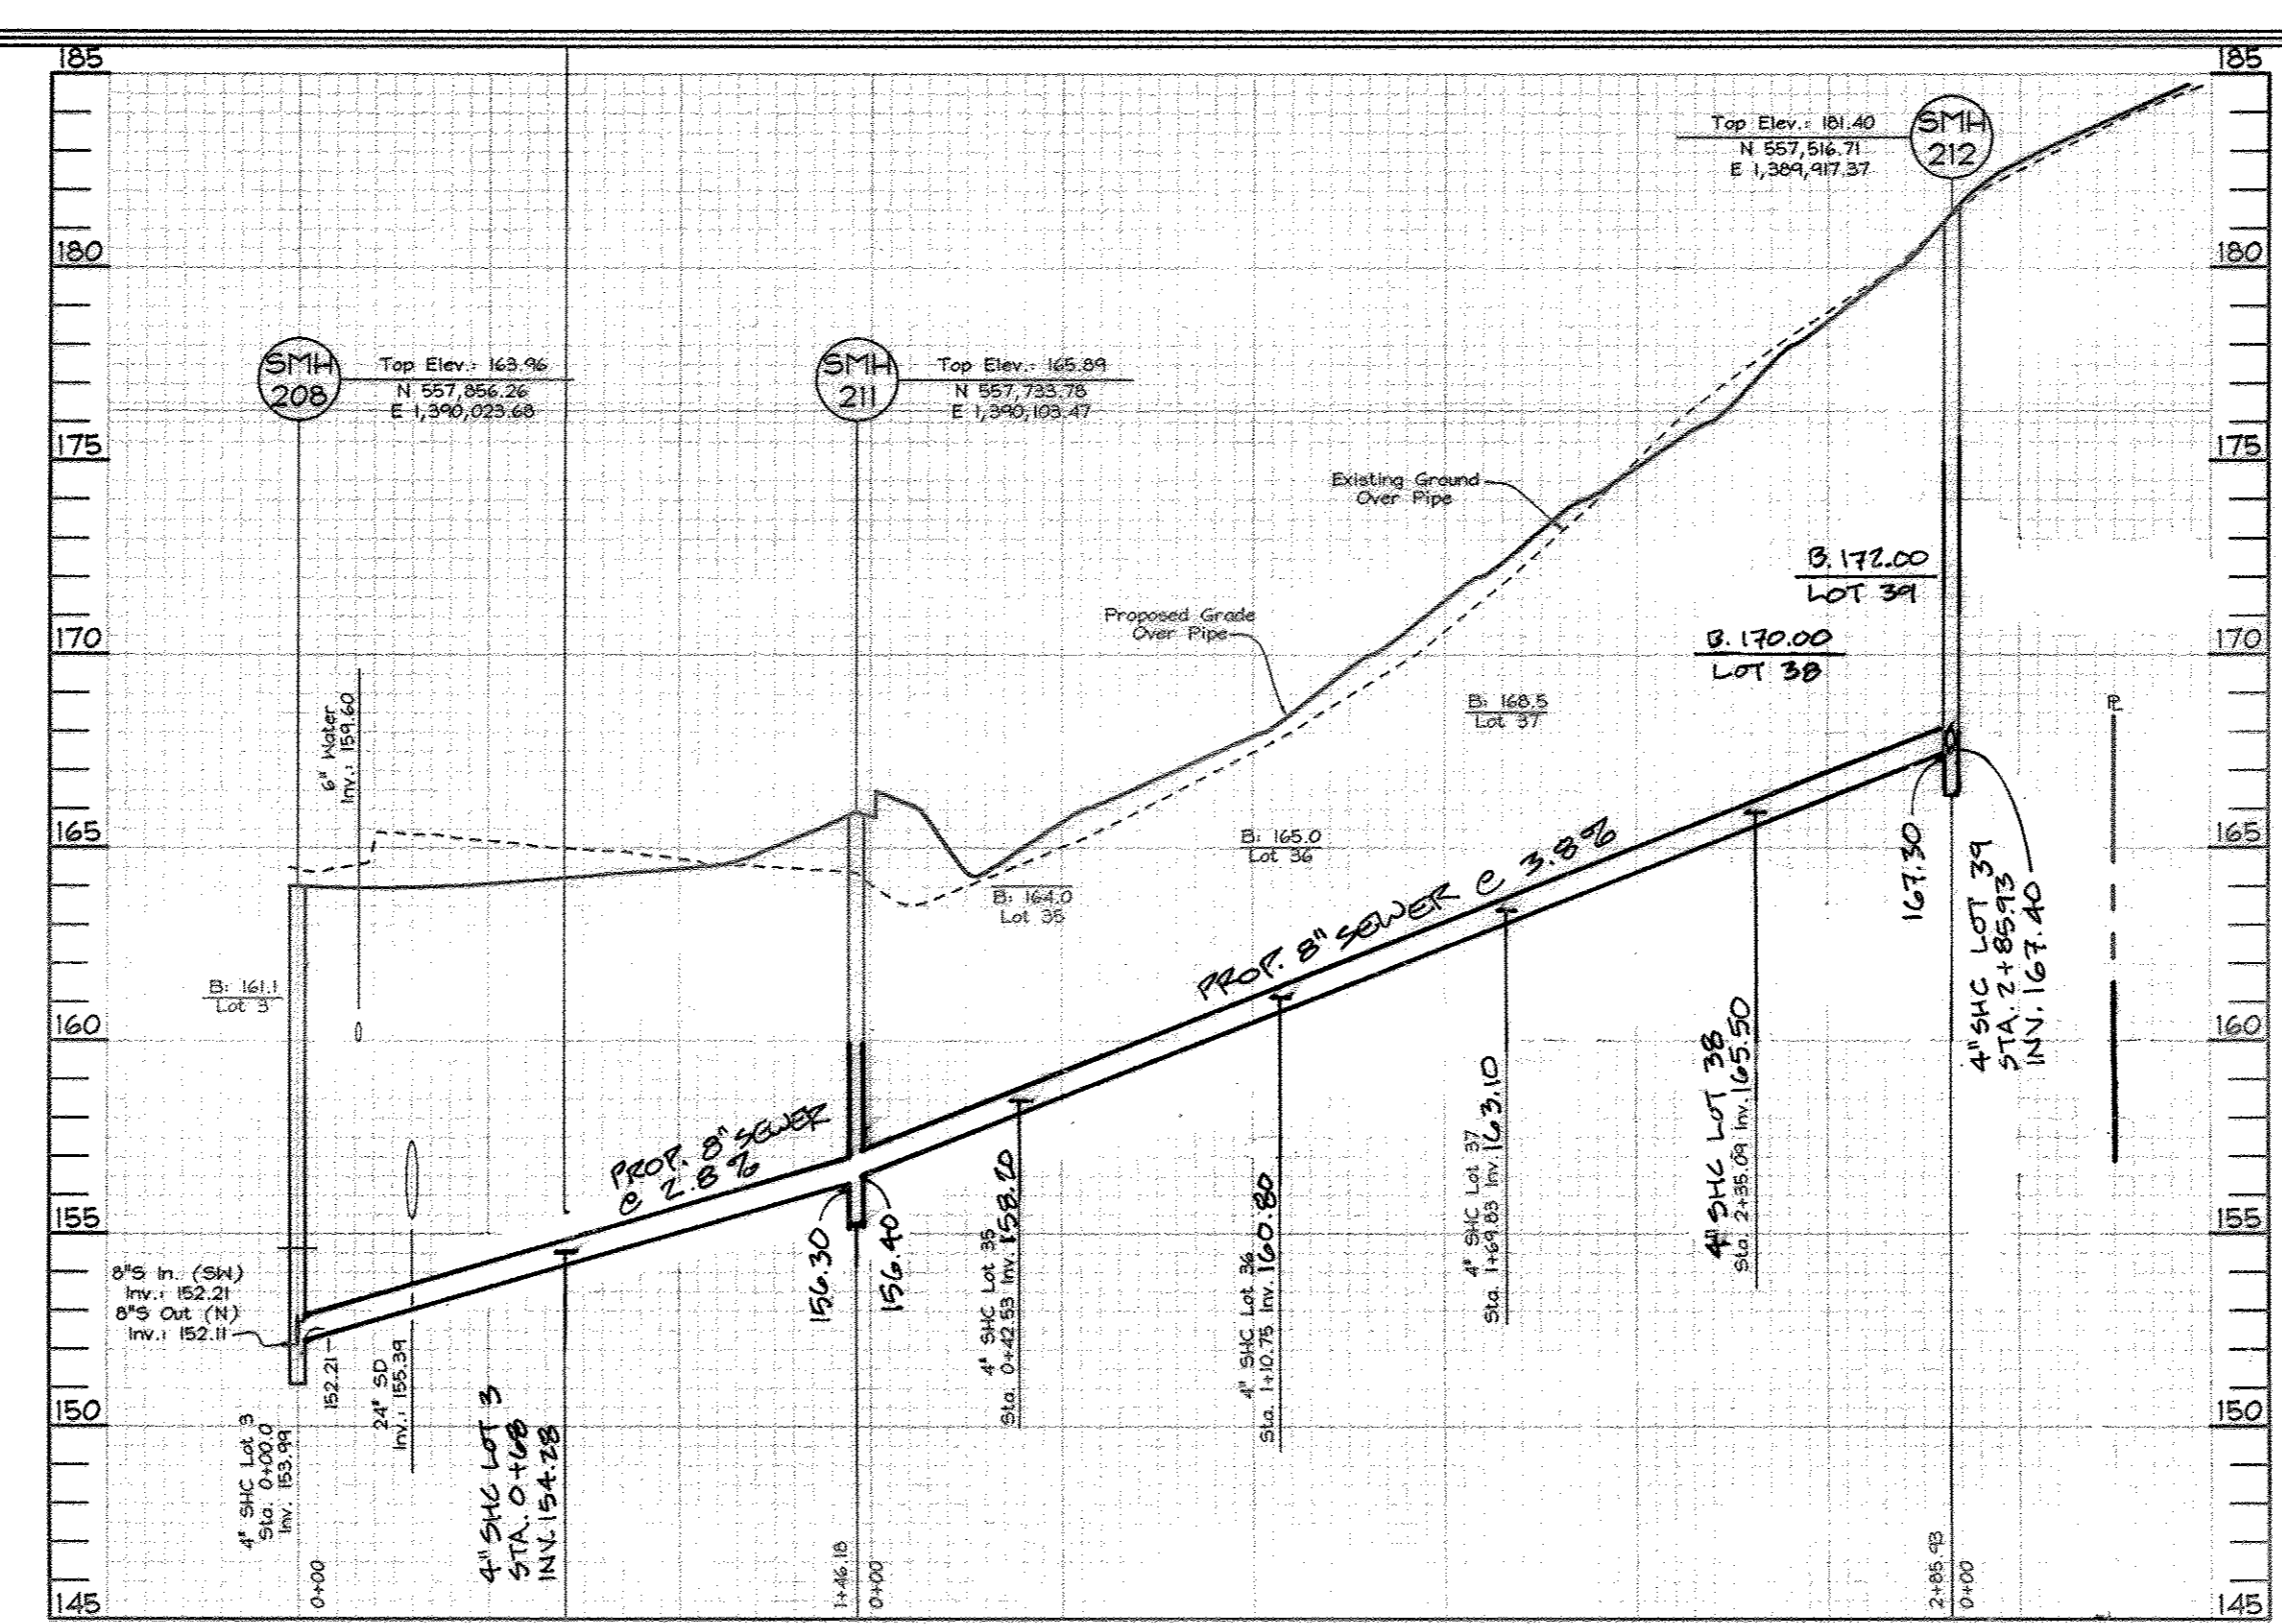 185
180
175
170
165
160
155
150
145
185
180
175
170
165
160
155
150
145
SMH
208
Top Elev.: 163.96
N 557,856.26
E 1,390,023.68
SMH
211
Top Elev.: 165.89
N 557,733.78
E 1,390,103.47
SMH
212
Top Elev.: 181.40
N 557,516.71
E 1,389,917.37
Existing Ground
Over Pipe
Proposed Grade
Over Pipe
6" Water
Inv.: 159.60
B: 161.1
Lot 3
B: 164.0
Lot 35
B: 165.0
Lot 36
B: 168.5
Lot 37
B. 170.00
LOT 38
B. 172.00
LOT 39
PROP. 8" SEWER
@ 2.8%
PROP. 8" SEWER @ 3.8%
8"S In. (SW)
Inv.: 152.21
8"S Out (N)
Inv.: 152.11
152.21
24" SD
Inv.: 155.39
4" SHC Lot 3
Sta. 0+00.0
Inv. 153.99
4" SHC LOT 3
STA. 0+68
INV. 154.28
156.30
156.40
4" SHC Lot 35
Sta. 0+42.53 Inv. 158.20
4" SHC Lot 36
Sta. 1+10.75 Inv. 160.80
4" SHC Lot 37
Sta. 1+69.83 Inv. 163.10
4" SHC LOT 38
Sta. 2+35.09 Inv. 165.50
167.30
4" SHC LOT 39
STA. 2+85.93
INV. 167.40
PL
0+00
1+46.18
0+00
2+85.93
0+00